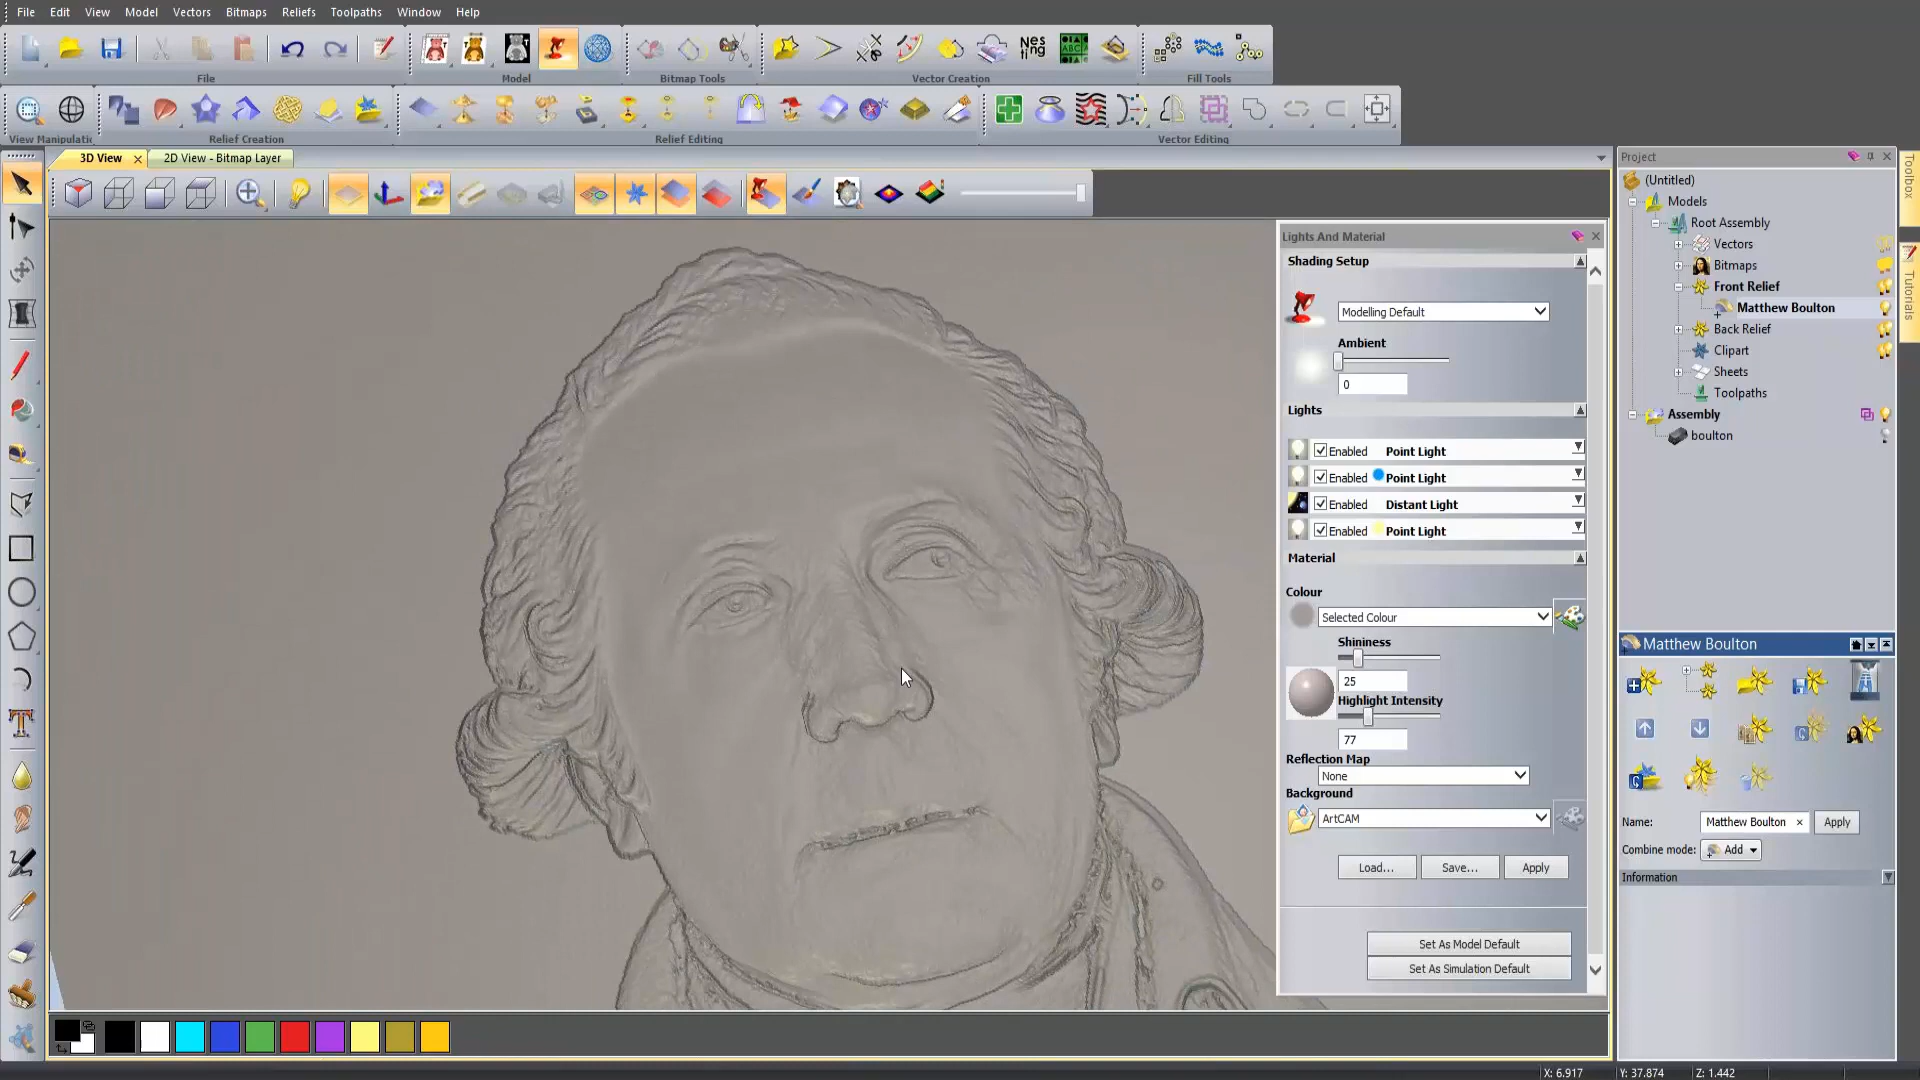 File Edit View Model Vectors Bitmaps Reliefs Toolpaths Window Help
Nes
ting
ABC
File Model Bitmap Tools Vector Creation Fill Tools
View Manipulatic Relief Creation Relief Editing Vector Editing
3D View 2D View - Bitmap Layer
Lights And Material
Shading Setup
Modelling Default
Ambient
0
Lights
Enabled Point Light
Enabled Point Light
Enabled Distant Light
Enabled Point Light
Material
Colour
Selected Colour
Shininess
25
Highlight Intensity
77
Reflection Map
None
Background
ArtCAM
Load... Save... Apply
Set As Model Default
Set As Simulation Default
Project
(Untitled)
Models
Root Assembly
Vectors
Bitmaps
Front Relief
Matthew Boulton
Back Relief
Clipart
Sheets
Toolpaths
Assembly
boulton
Toolbox
Tutorials
Matthew Boulton
Name: Matthew Boulton Apply
Combine mode: Add
Information
T
X: 6.917 Y: 37.874 Z: 1.442